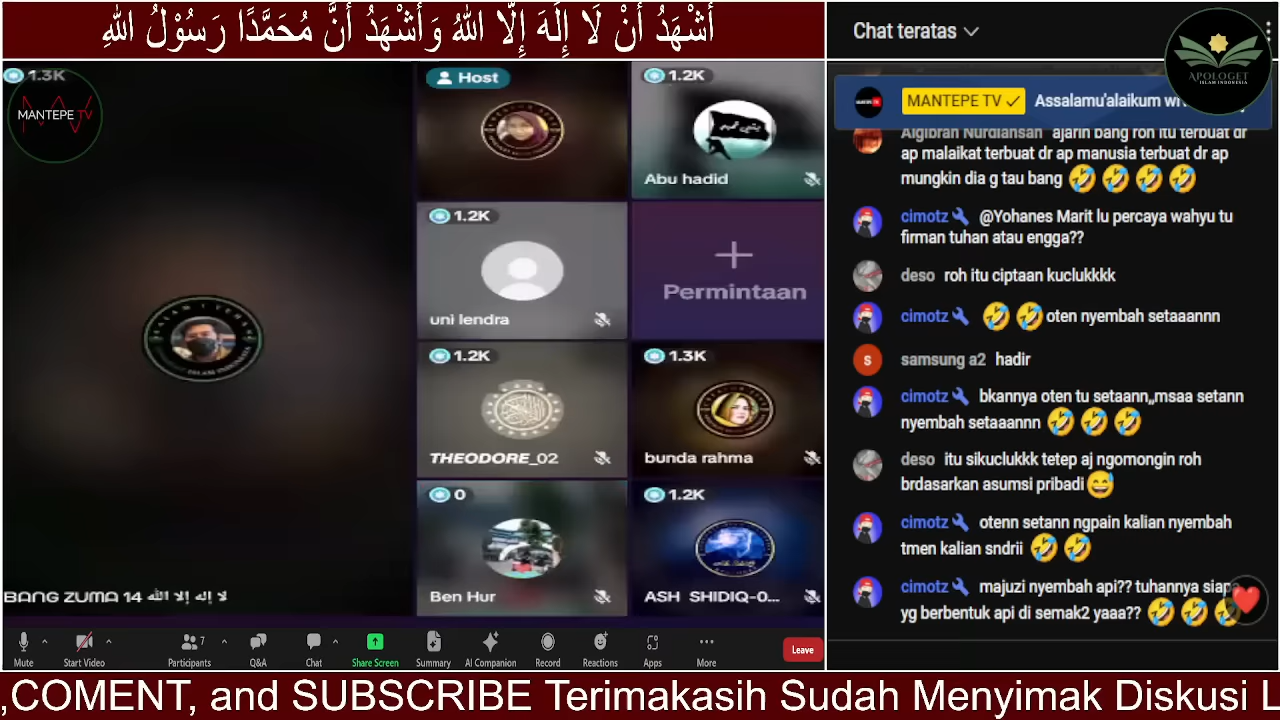 أَشْهَدُ أَنْ لَا إِلَهَ إِلَّا اللهُ وَأَشْهَدُ أَنَّ مُحَمَّدًا رَسُوْلُ اللهِ
1.3K
MANTEPE TV
Host
1.2K
Abu hadid
1.2K
uni lendra
Permintaan
1.2K
THEODORE_02
1.3K
bunda rahma
0
Ben Hur
1.2K
ASH SHIDIQ-0...
BANG ZUMA 14 لا إله إلا الله
Mute
Start Video
Participants
7
Q&A
Chat
Share Screen
Summary
AI Companion
Record
Reactions
Apps
More
Leave
Chat teratas
APOLOGET
ISLAM INDONESIA
MANTEPE TV
Assalamu'alaikum
Algibran Nurdiansan ajarin bang roh itu terbuat dr
ap malaikat terbuat dr ap manusia terbuat dr ap
mungkin dia g tau bang 🤣🤣🤣🤣
cimotz @Yohanes Marit lu percaya wahyu tu
firman tuhan atau engga??
deso roh itu ciptaan kuclukkkk
cimotz 🤣🤣oten nyembah setaaannn
S
samsung a2 hadir
cimotz bkannya oten tu setaann,,msaa setann
nyembah setaaannn 🤣🤣🤣
deso itu sikuclukkk tetep aj ngomongin roh
brdasarkan asumsi pribadi😅
cimotz otenn setann ngpain kalian nyembah
tmen kalian sndrii 🤣🤣
cimotz majuzi nyembah api?? tuhannya siapa
yg berbentuk api di semak2 yaaa?? 🤣🤣🤣
,COMENT, and SUBSCRIBE Terimakasih Sudah Menyimak Diskusi L